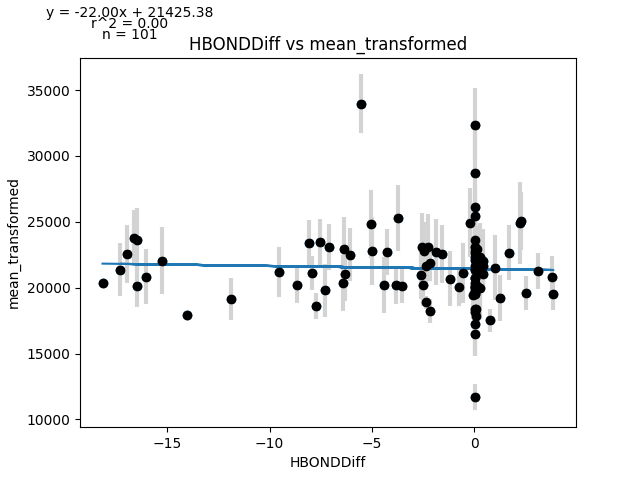 y = -22.00x + 21425.38
r^2 = 0.00
n = 101
HBONDDiff vs mean_transformed
mean_transformed
35000
30000
25000
20000
15000
10000
−15
−10
−5
0
HBONDDiff